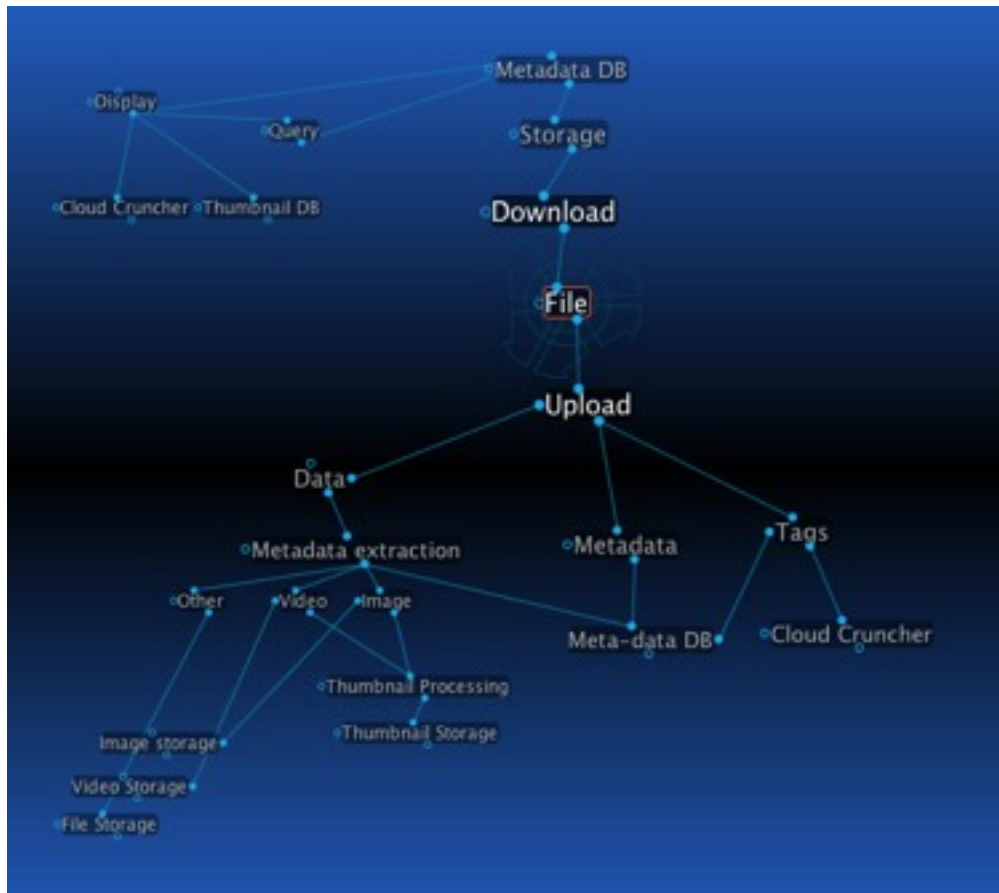 Metadata DB
Display
Query
Storage
Cloud Cruncher
Thumbnail DB
Download
File
Upload
Data
Tags
Metadata extraction
Metadata
Other
Video
Image
Meta-data DB
Cloud Cruncher
Thumbnail Processing
Thumbnail Storage
Image storage
Video Storage
File Storage